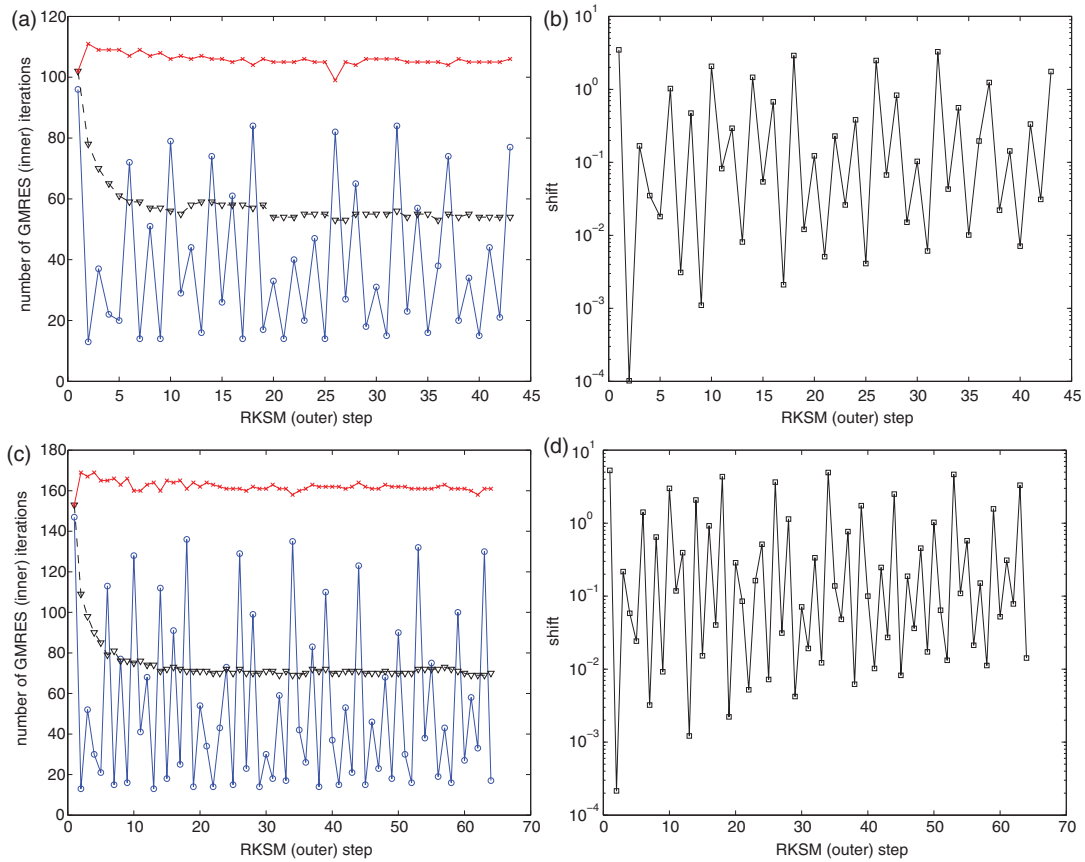 (a)
120
100
80
60
40
20
0
number of GMRES (inner) iterations
0 5 10 15 20 25 30 35 40 45
RKSM (outer) step
(b)
10^1
10^0
10^-1
10^-2
10^-3
10^-4
shift
0 5 10 15 20 25 30 35 40 45
RKSM (outer) step
(c)
180
160
140
120
100
80
60
40
20
0
number of GMRES (inner) iterations
0 10 20 30 40 50 60 70
RKSM (outer) step
(d)
10^1
10^0
10^-1
10^-2
10^-3
10^-4
shift
0 10 20 30 40 50 60 70
RKSM (outer) step